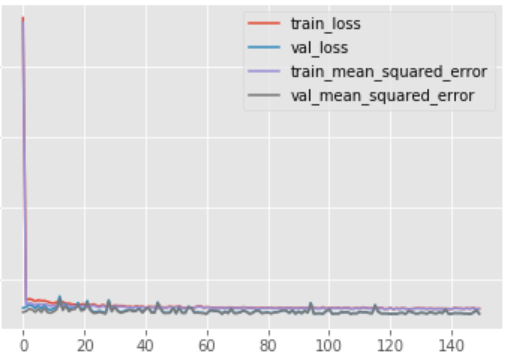 train_loss
val_loss
train_mean_squared_error
val_mean_squared_error
0 20 40 60 80 100 120 140